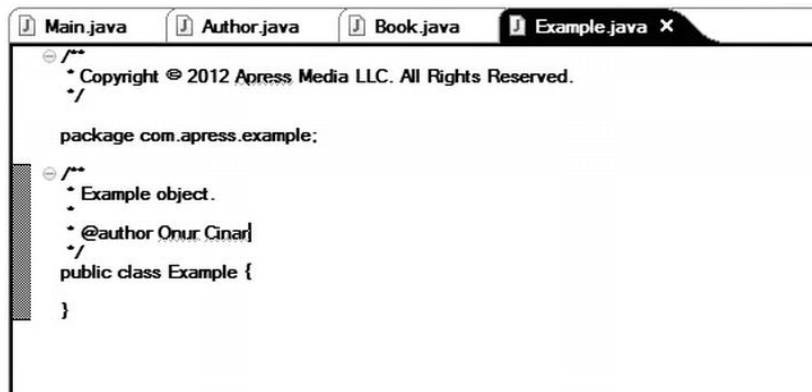 Main.java Author.java Book.java Example.java
/**
* Copyright © 2012 Apress Media LLC. All Rights Reserved.
*/
package com.apress.example;
/**
* Example object.
*
* @author Onur Cinar
*/
public class Example {
}